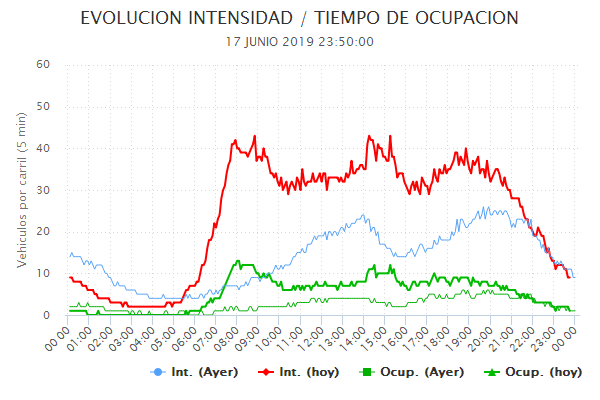 EVOLUCION INTENSIDAD / TIEMPO DE OCUPACION
17 JUNIO 2019 23:50:00
Vehiculos por carril (5 min)
60
50
40
30
20
10
0
00:00 01:00 02:00 03:00 04:00 05:00 06:00 07:00 08:00 09:00 10:00 11:00 12:00 13:00 14:00 15:00 16:00 17:00 18:00 19:00 20:00 21:00 22:00 23:00 00:00
Int. (Ayer) Int. (hoy) Ocup. (Ayer) Ocup. (hoy)